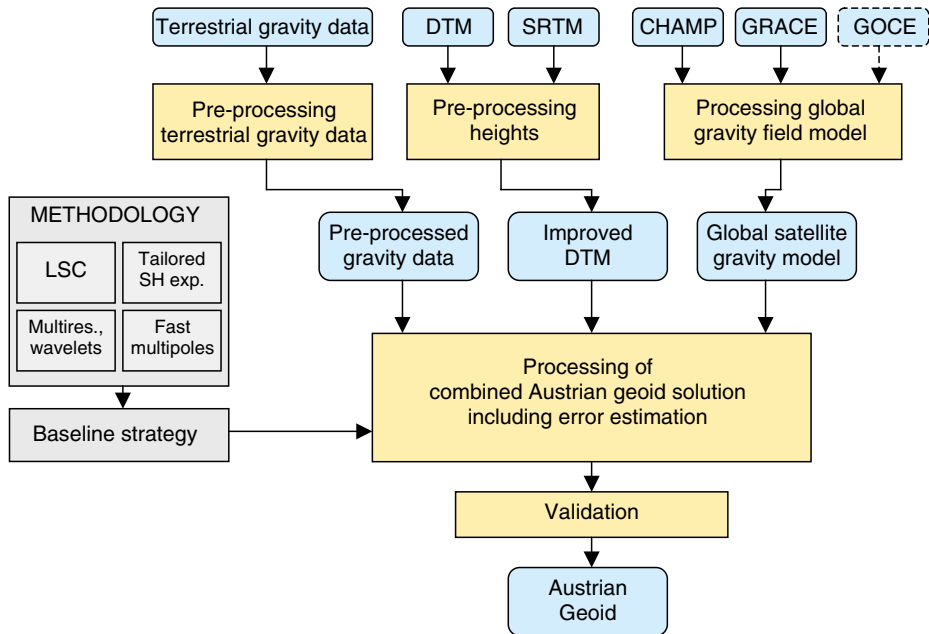 Terrestrial gravity data
DTM
SRTM
CHAMP
GRACE
GOCE
Pre-processing
terrestrial gravity data
Pre-processing
heights
Processing global
gravity field model
METHODOLOGY
LSC
Tailored
SH exp.
Multires.,
wavelets
Fast
multipoles
Baseline strategy
Pre-processed
gravity data
Improved
DTM
Global satellite
gravity model
Processing of
combined Austrian geoid solution
including error estimation
Validation
Austrian
Geoid